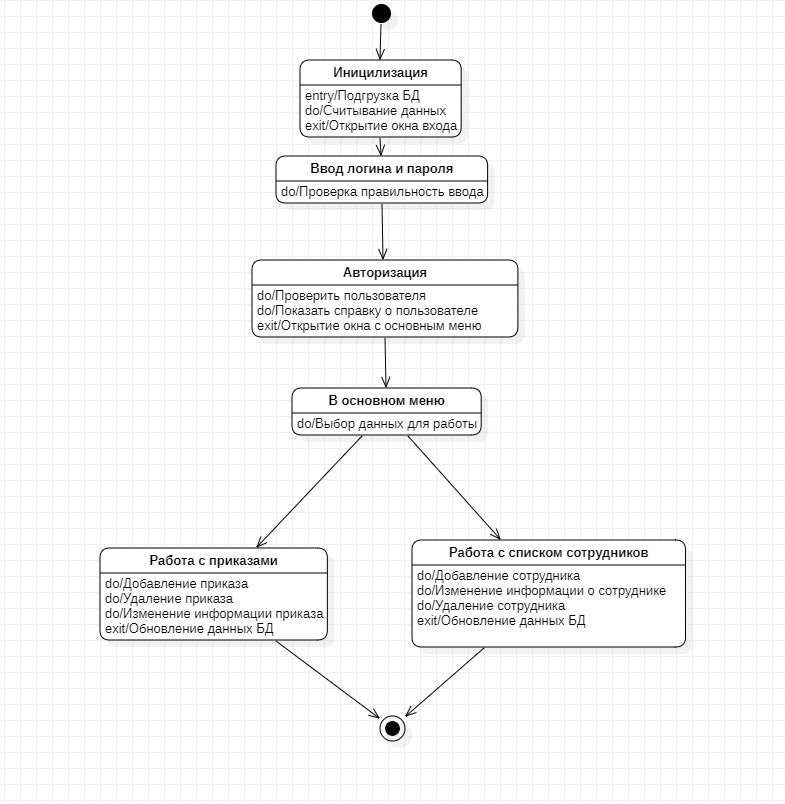 Иницилизация
entry/Подгрузка БД
do/Считывание данных
exit/Открытие окна входа
Ввод логина и пароля
do/Проверка правильность ввода
Авторизация
do/Проверить пользователя
do/Показать справку о пользователе
exit/Открытие окна с основным меню
В основном меню
do/Выбор данных для работы
Работа с приказами
do/Добавление приказа
do/Удаление приказа
do/Изменение информации приказа
exit/Обновление данных БД
Работа с списком сотрудников
do/Добавление сотрудника
do/Изменение информации о сотруднике
do/Удаление сотрудника
exit/Обновление данных БД